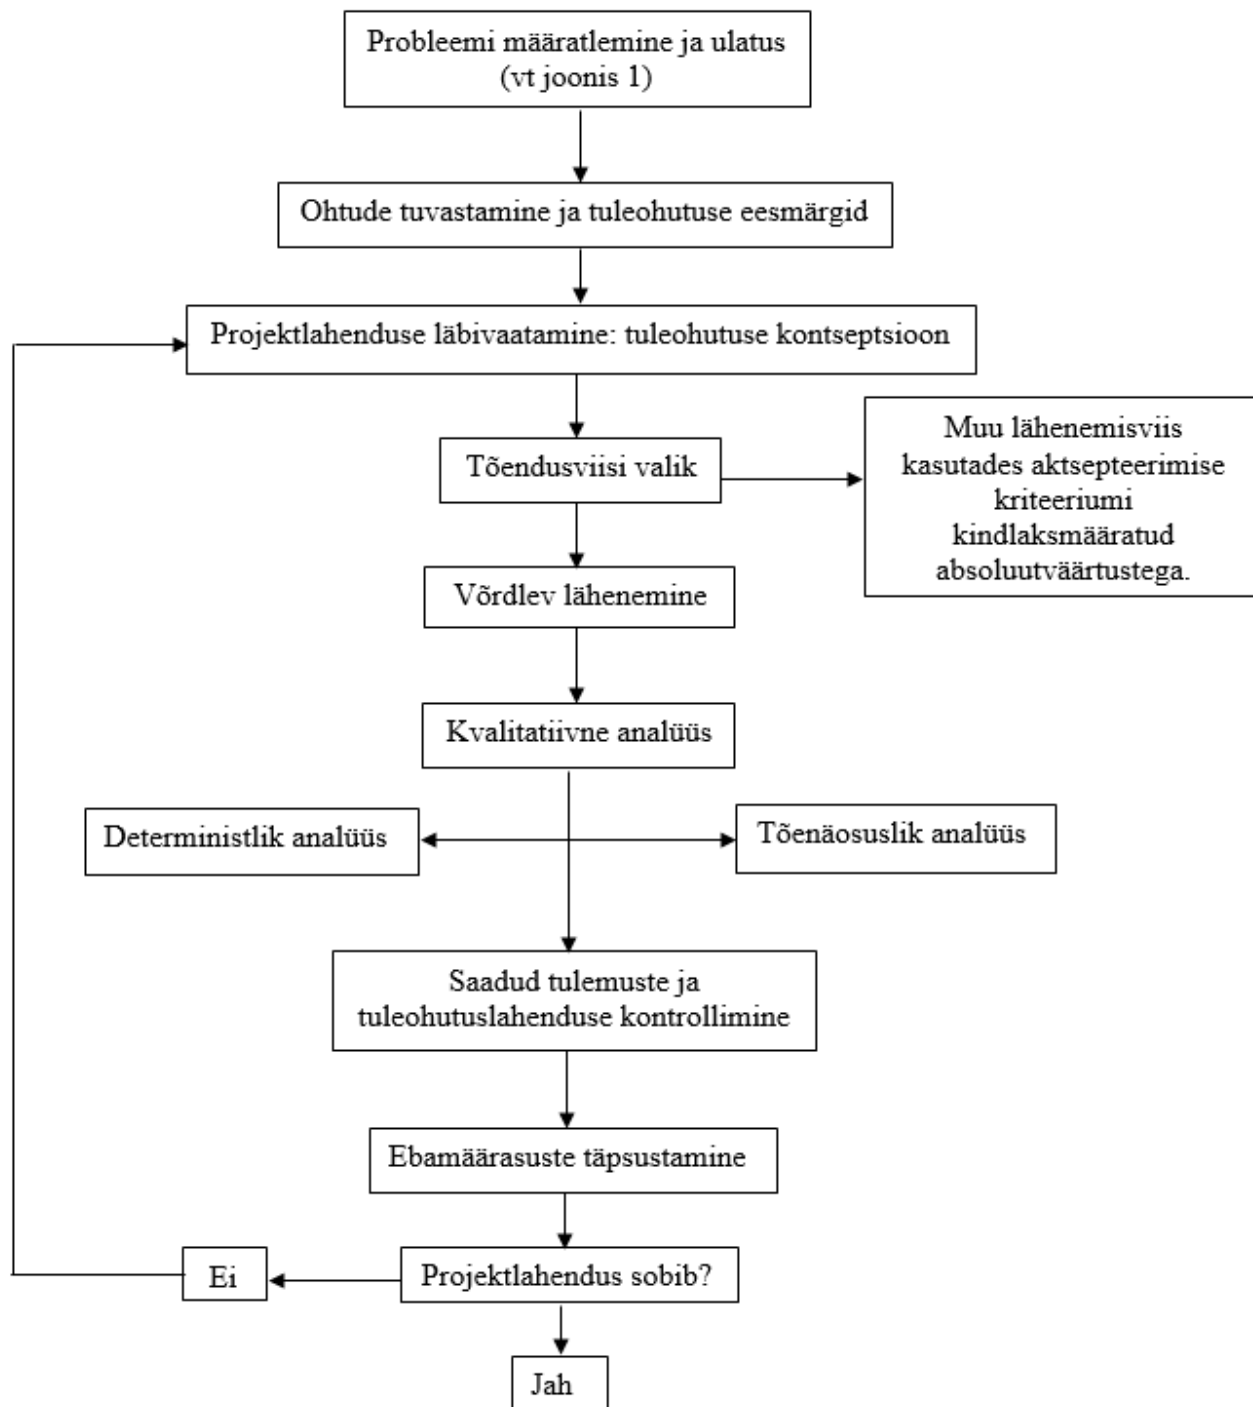 Probleemi määratlemine ja ulatus
(vt joonis 1)
Ohtude tuvastamine ja tuleohutuse eesmärgid
Projektlahenduse läbivaatamine: tuleohutuse kontseptsioon
Tõendusviisi valik
Muu lähenemisviis
kasutades aktsepteerimise
kriteeriumi
kindlaksmääratud
absoluutväärtustega.
Võrdlev lähenemine
Kvalitatiivne analüüs
Deterministlik analüüs
Tõenäosuslik analüüs
Saadud tulemuste ja
tuleohutuslahenduse kontrollimine
Ebamäärasuste täpsustamine
Ei
Projektlahendus sobib?
Jah